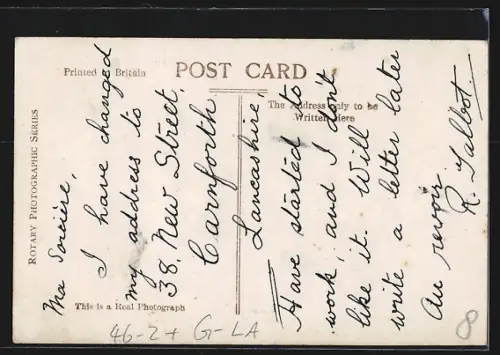 Printed in Britain
POST CARD
The Address only to be
Written Here
ROTARY PHOTOGRAPHIC SERIES
This is a Real Photograph
Ma Sorcière,
I have changed
my address to
38, New Street,
Carnforth
Lancashire,
Have started to
work, and I don't
like it. Will
write a letter later
Au revoir
R. Talbot.
46-2+ G-LA
8